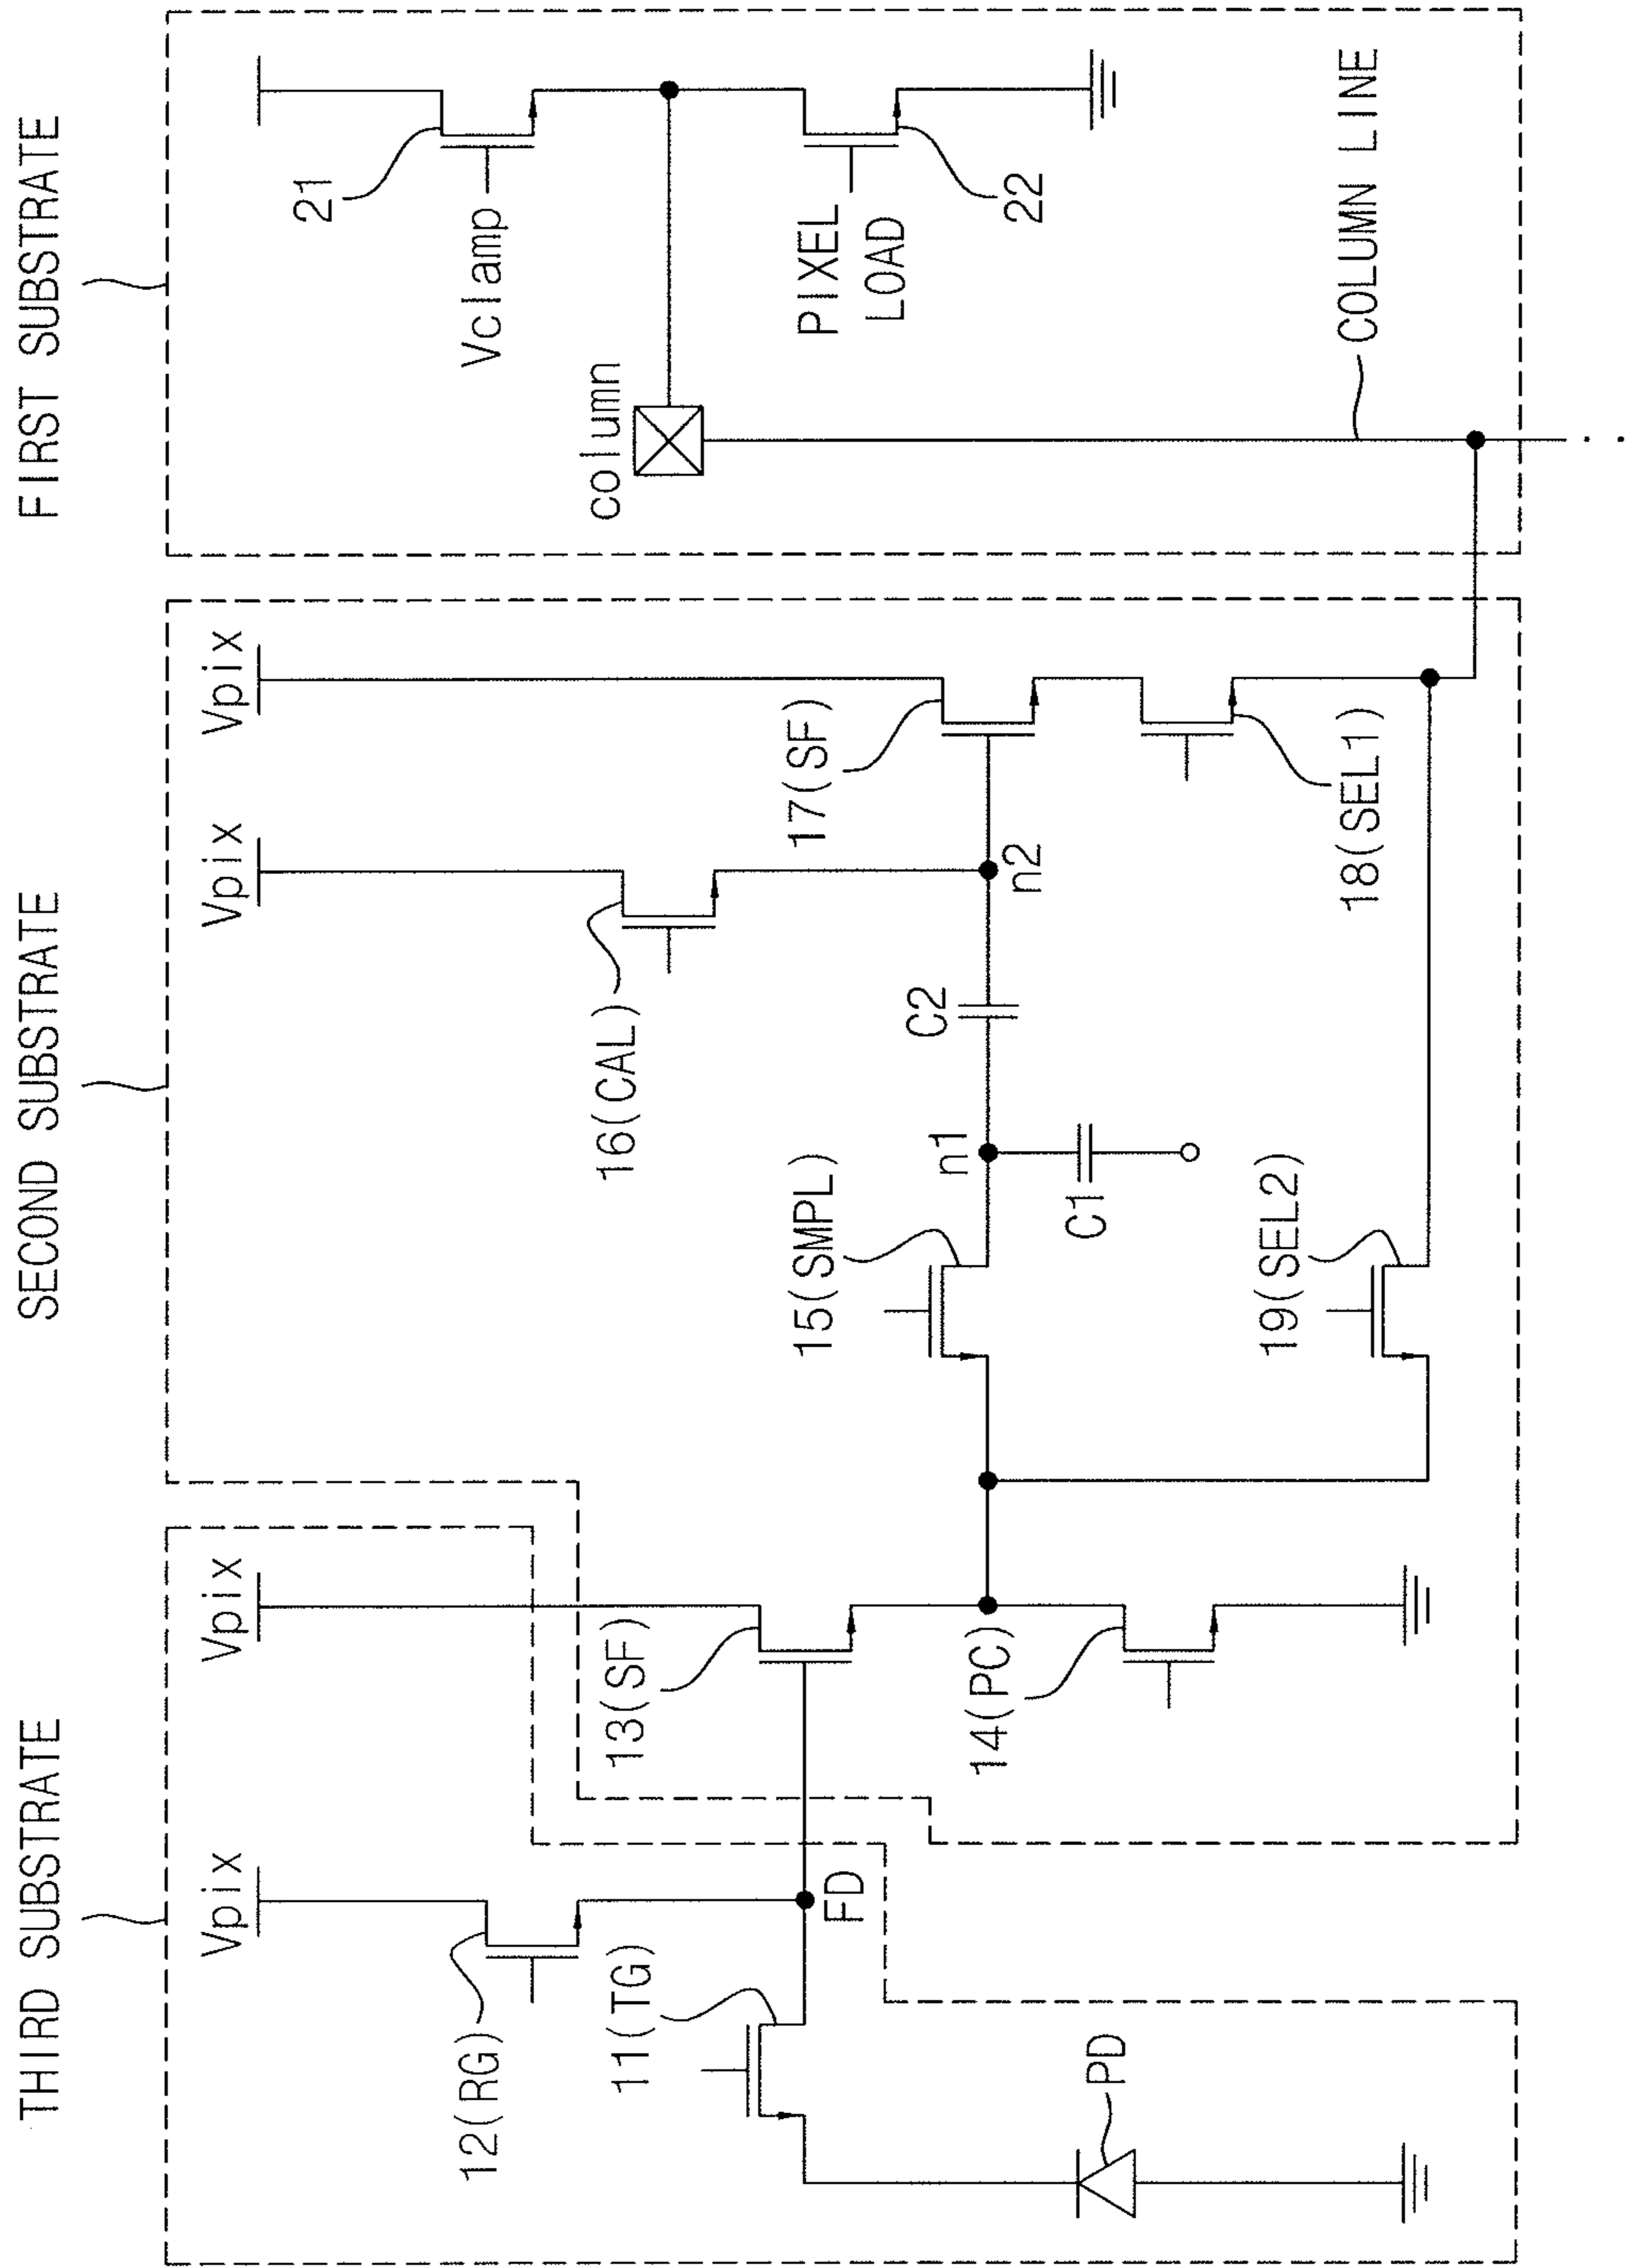 THIRD SUBSTRATE
SECOND SUBSTRATE
FIRST SUBSTRATE
Vpix
Vpix
Vpix
Vpix
12(RG)
11(TG)
FD
PD
13(SF)
14(PC)
15(SMPL)
n1
C1
C2
16(CAL)
n2
17(SF)
18(SEL1)
19(SEL2)
column
21
Vclamp
PIXEL
LOAD
22
COLUMN LINE